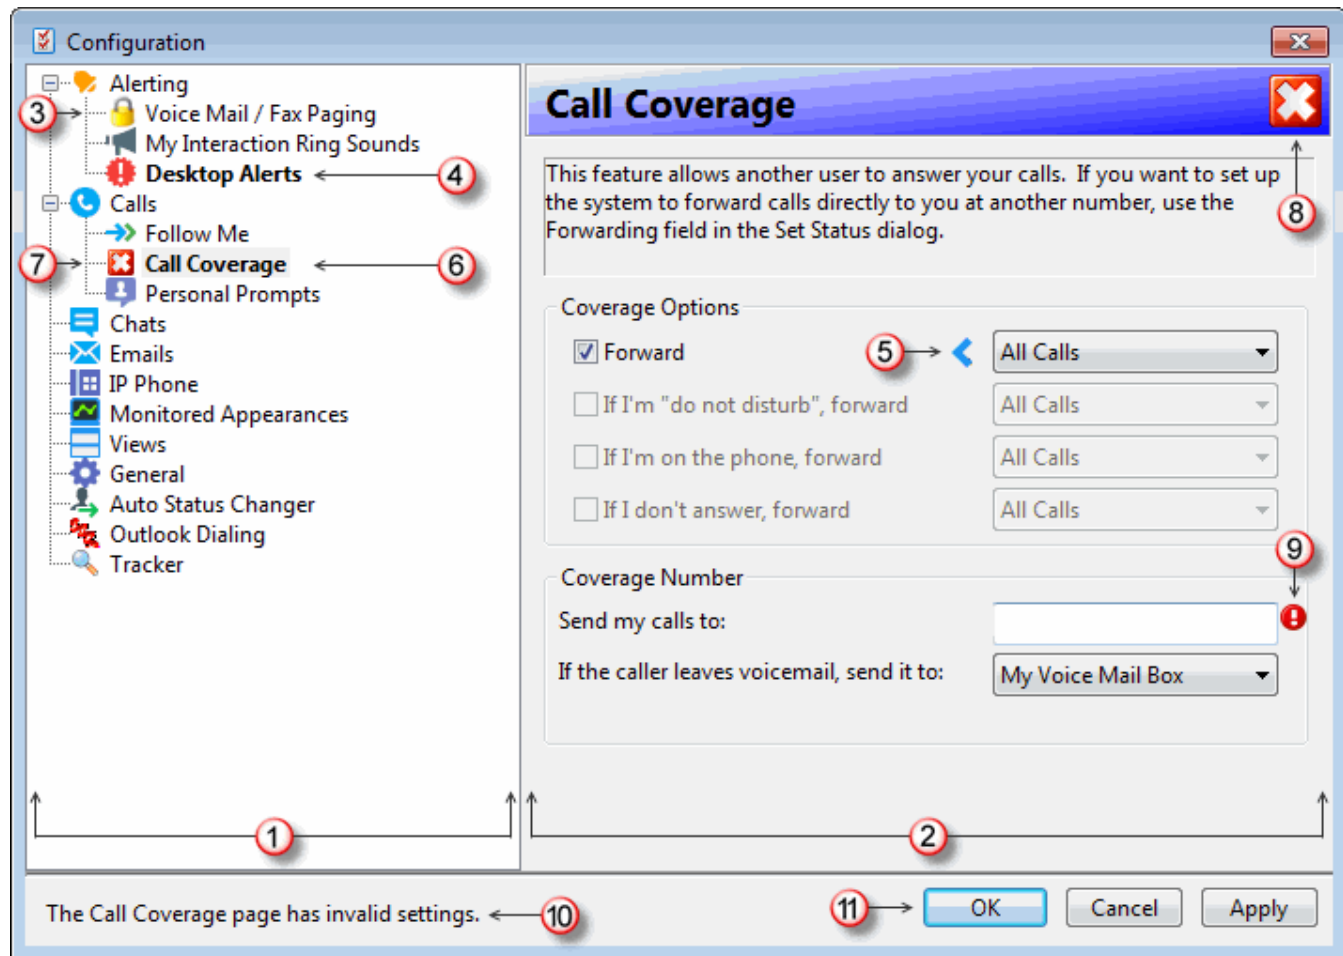 Configuration
Alerting
3
Voice Mail / Fax Paging
My Interaction Ring Sounds
Desktop Alerts
4
Calls
Follow Me
7
Call Coverage
6
Personal Prompts
Chats
Emails
IP Phone
Monitored Appearances
Views
General
Auto Status Changer
Outlook Dialing
Tracker
1
Call Coverage
8
This feature allows another user to answer your calls. If you want to set up
the system to forward calls directly to you at another number, use the
Forwarding field in the Set Status dialog.
Coverage Options
Forward
5
All Calls
If I'm "do not disturb", forward
All Calls
If I'm on the phone, forward
All Calls
If I don't answer, forward
All Calls
9
Coverage Number
Send my calls to:
If the caller leaves voicemail, send it to:
My Voice Mail Box
2
The Call Coverage page has invalid settings.
10
11
OK
Cancel
Apply